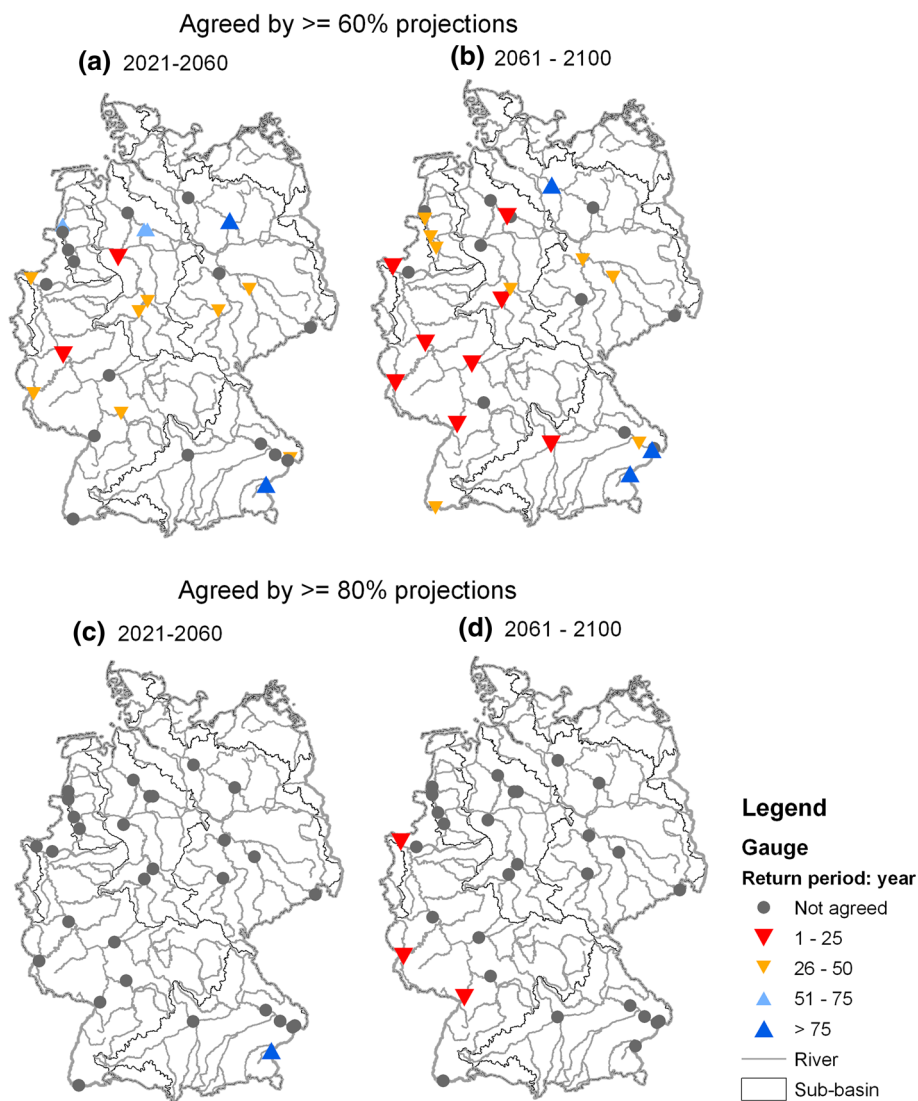 Agreed by >= 60% projections
(a) 2021-2060
(b) 2061 - 2100
Agreed by >= 80% projections
(c) 2021-2060
(d) 2061 - 2100
Legend
Gauge
Return period: year
Not agreed
1 - 25
26 - 50
51 - 75
> 75
River
Sub-basin